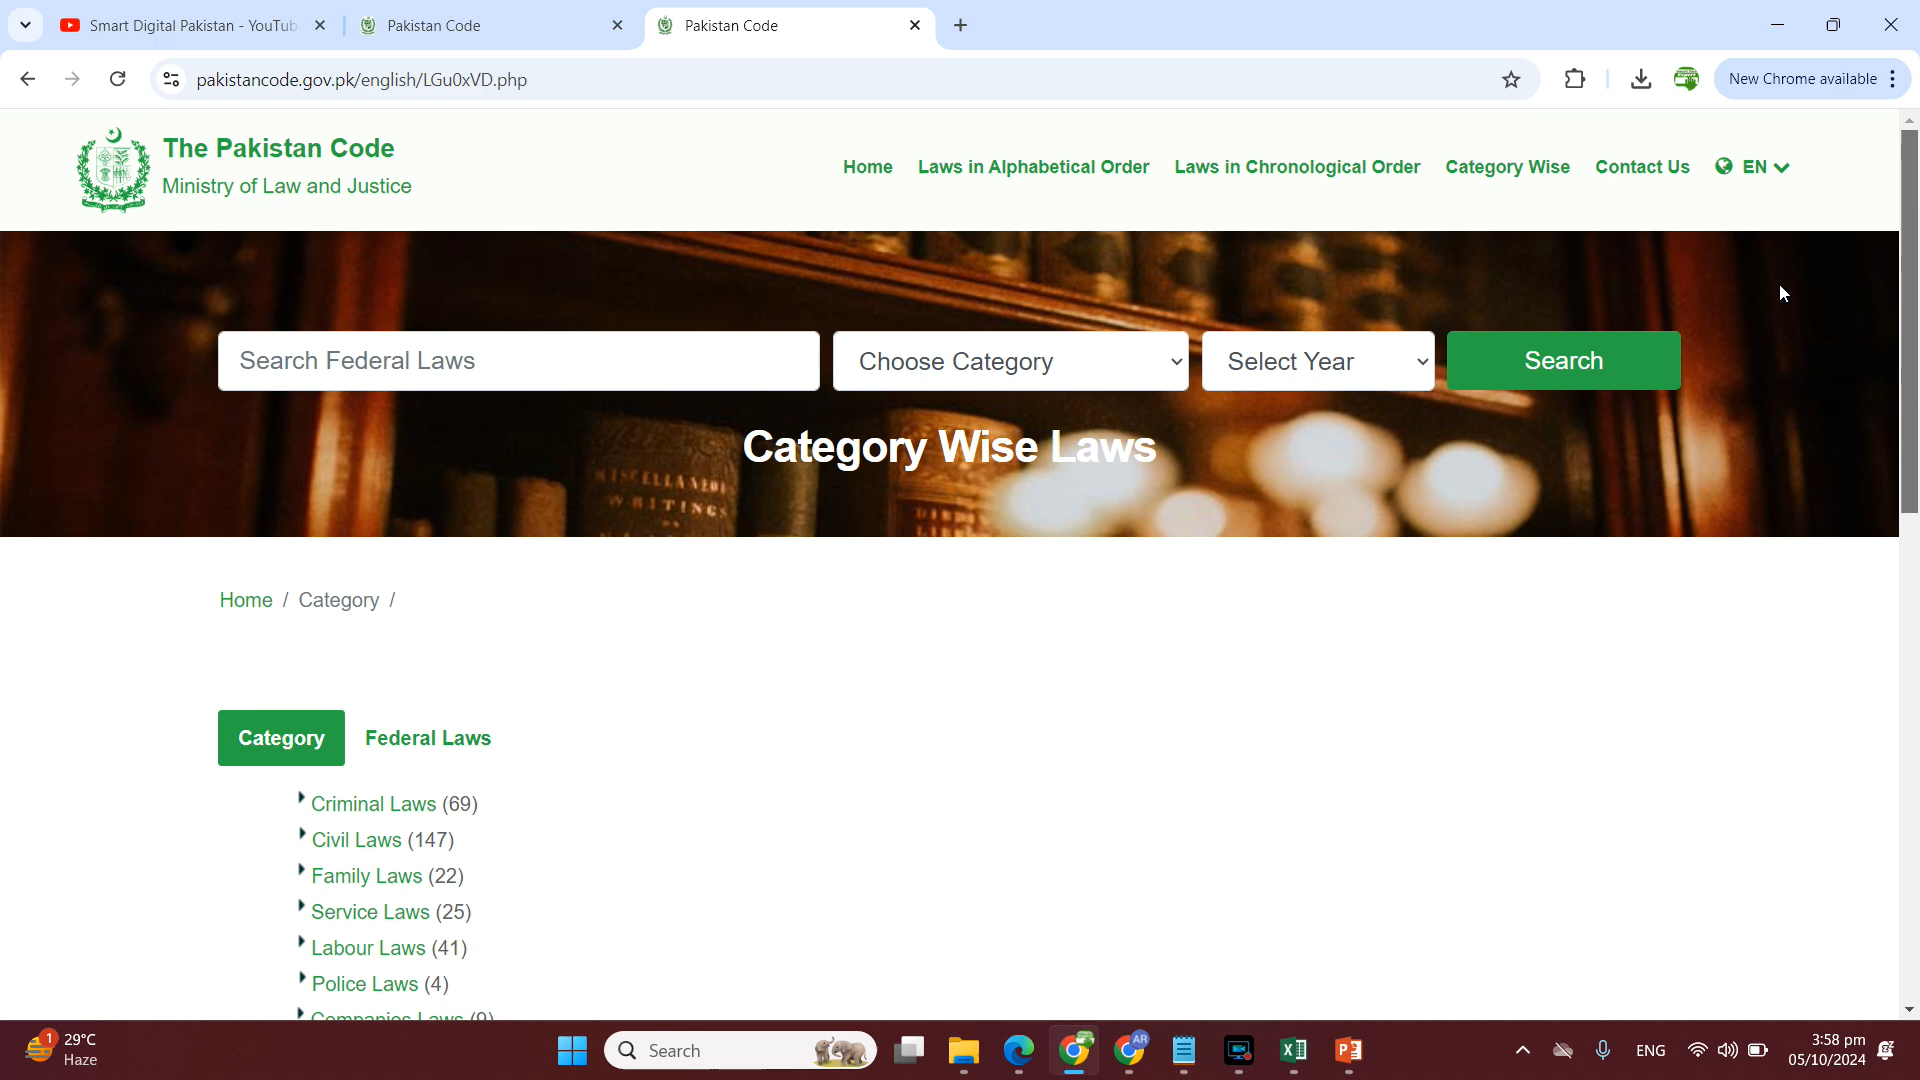 Smart Digital Pakistan - YouTub
Pakistan Code
Pakistan Code
pakistancode.gov.pk/english/LGu0xVD.php
New Chrome available
The Pakistan Code
Ministry of Law and Justice
Home
Laws in Alphabetical Order
Laws in Chronological Order
Category Wise
Contact Us
EN
Search Federal Laws
Choose Category
Select Year
Search
Category Wise Laws
MISCELLANEOUS
WRITINGS
Home / Category /
Category
Federal Laws
Criminal Laws (69)
Civil Laws (147)
Family Laws (22)
Service Laws (25)
Labour Laws (41)
Police Laws (4)
Companies Laws (9)
1
29°C
Haze
Search
AR
ENG
3:58 pm
05/10/2024